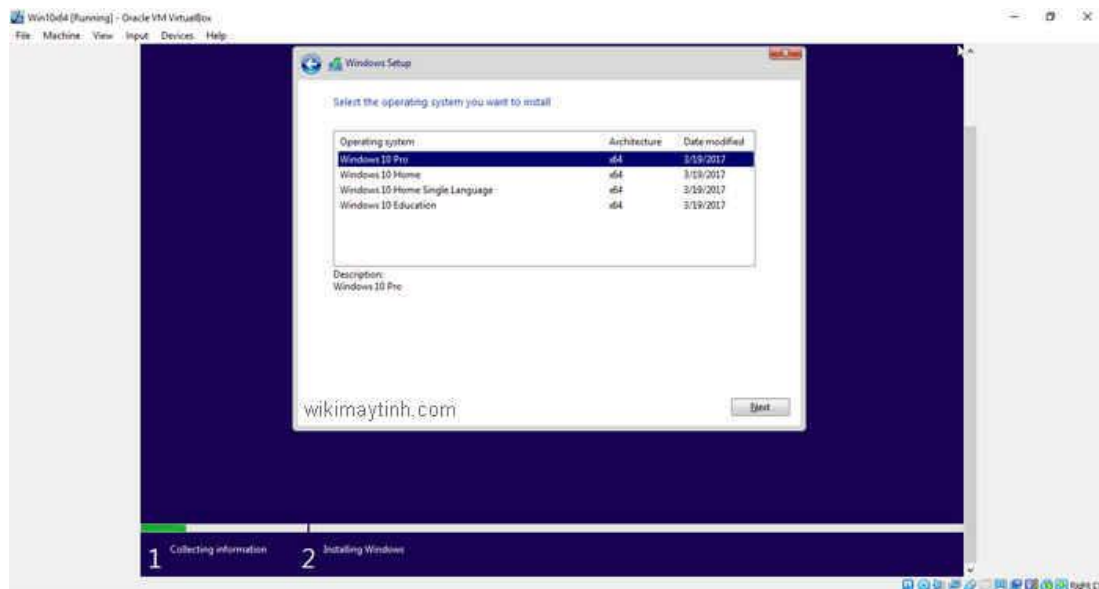 Win10x64 [Running] - Oracle VM VirtualBox
File Machine View Input Devices Help
Windows Setup
Select the operating system you want to install
Operating system Architecture Date modified
Windows 10 Pro x64 3/19/2017
Windows 10 Home x64 3/19/2017
Windows 10 Home Single Language x64 3/19/2017
Windows 10 Education x64 3/19/2017
Description:
Windows 10 Pro
wikimaytinh.com
Next
1 Collecting information 2 Installing Windows
Right